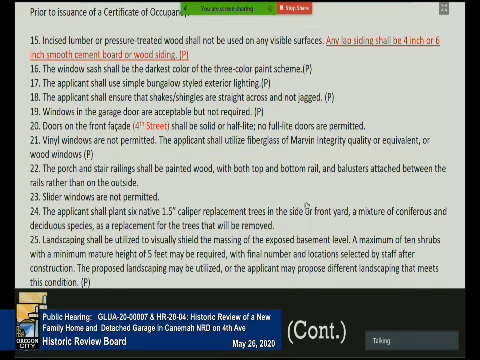 Prior to issuance of a Certificate of Occupancy.
You are screen sharing
Stop Share
15. Incised lumber or pressure-treated wood shall not be used on any visible surfaces. Any lap siding shall be 4 inch or 6
inch smooth cement board or wood siding. (P)
16. The window sash shall be the darkest color of the three-color paint scheme.(P)
17. The applicant shall use simple bungalow styled exterior lighting.(P)
18. The applicant shall ensure that shakes/shingles are straight across and not jagged. (P)
19. Windows in the garage door are acceptable but not required. (P)
20. Doors on the front façade (4th Street) shall be solid or half-lite; no full-lite doors are permitted.
21. Vinyl windows are not permitted. The applicant shall utilize fiberglass of Marvin Integrity quality or equivalent, or
wood windows (P)
22. The porch and stair railings shall be painted wood, with both top and bottom rail, and balusters attached between the
rails rather than on the outside.
23. Slider windows are not permitted.
24. The applicant shall plant six native 1.5" caliper replacement trees in the side or front yard, a mixture of coniferous and
deciduous species, as a replacement for the trees that will be removed.
25. Landscaping shall be utilized to visually shield the massing of the exposed basement level. A maximum of ten shrubs
with a minimum mature height of 5 feet may be required, with final number and locations selected by staff after
construction. The proposed landscaping may be utilized, or the applicant may propose different landscaping that meets
this condition. (P)
Public Hearing: GLUA-20-00007 & HR-20-04: Historic Review of a New
Family Home and Detached Garage in Canemah NRD on 4th Ave
Historic Review Board May 26, 2020
OREGON
CITY
(Cont.)
Talking